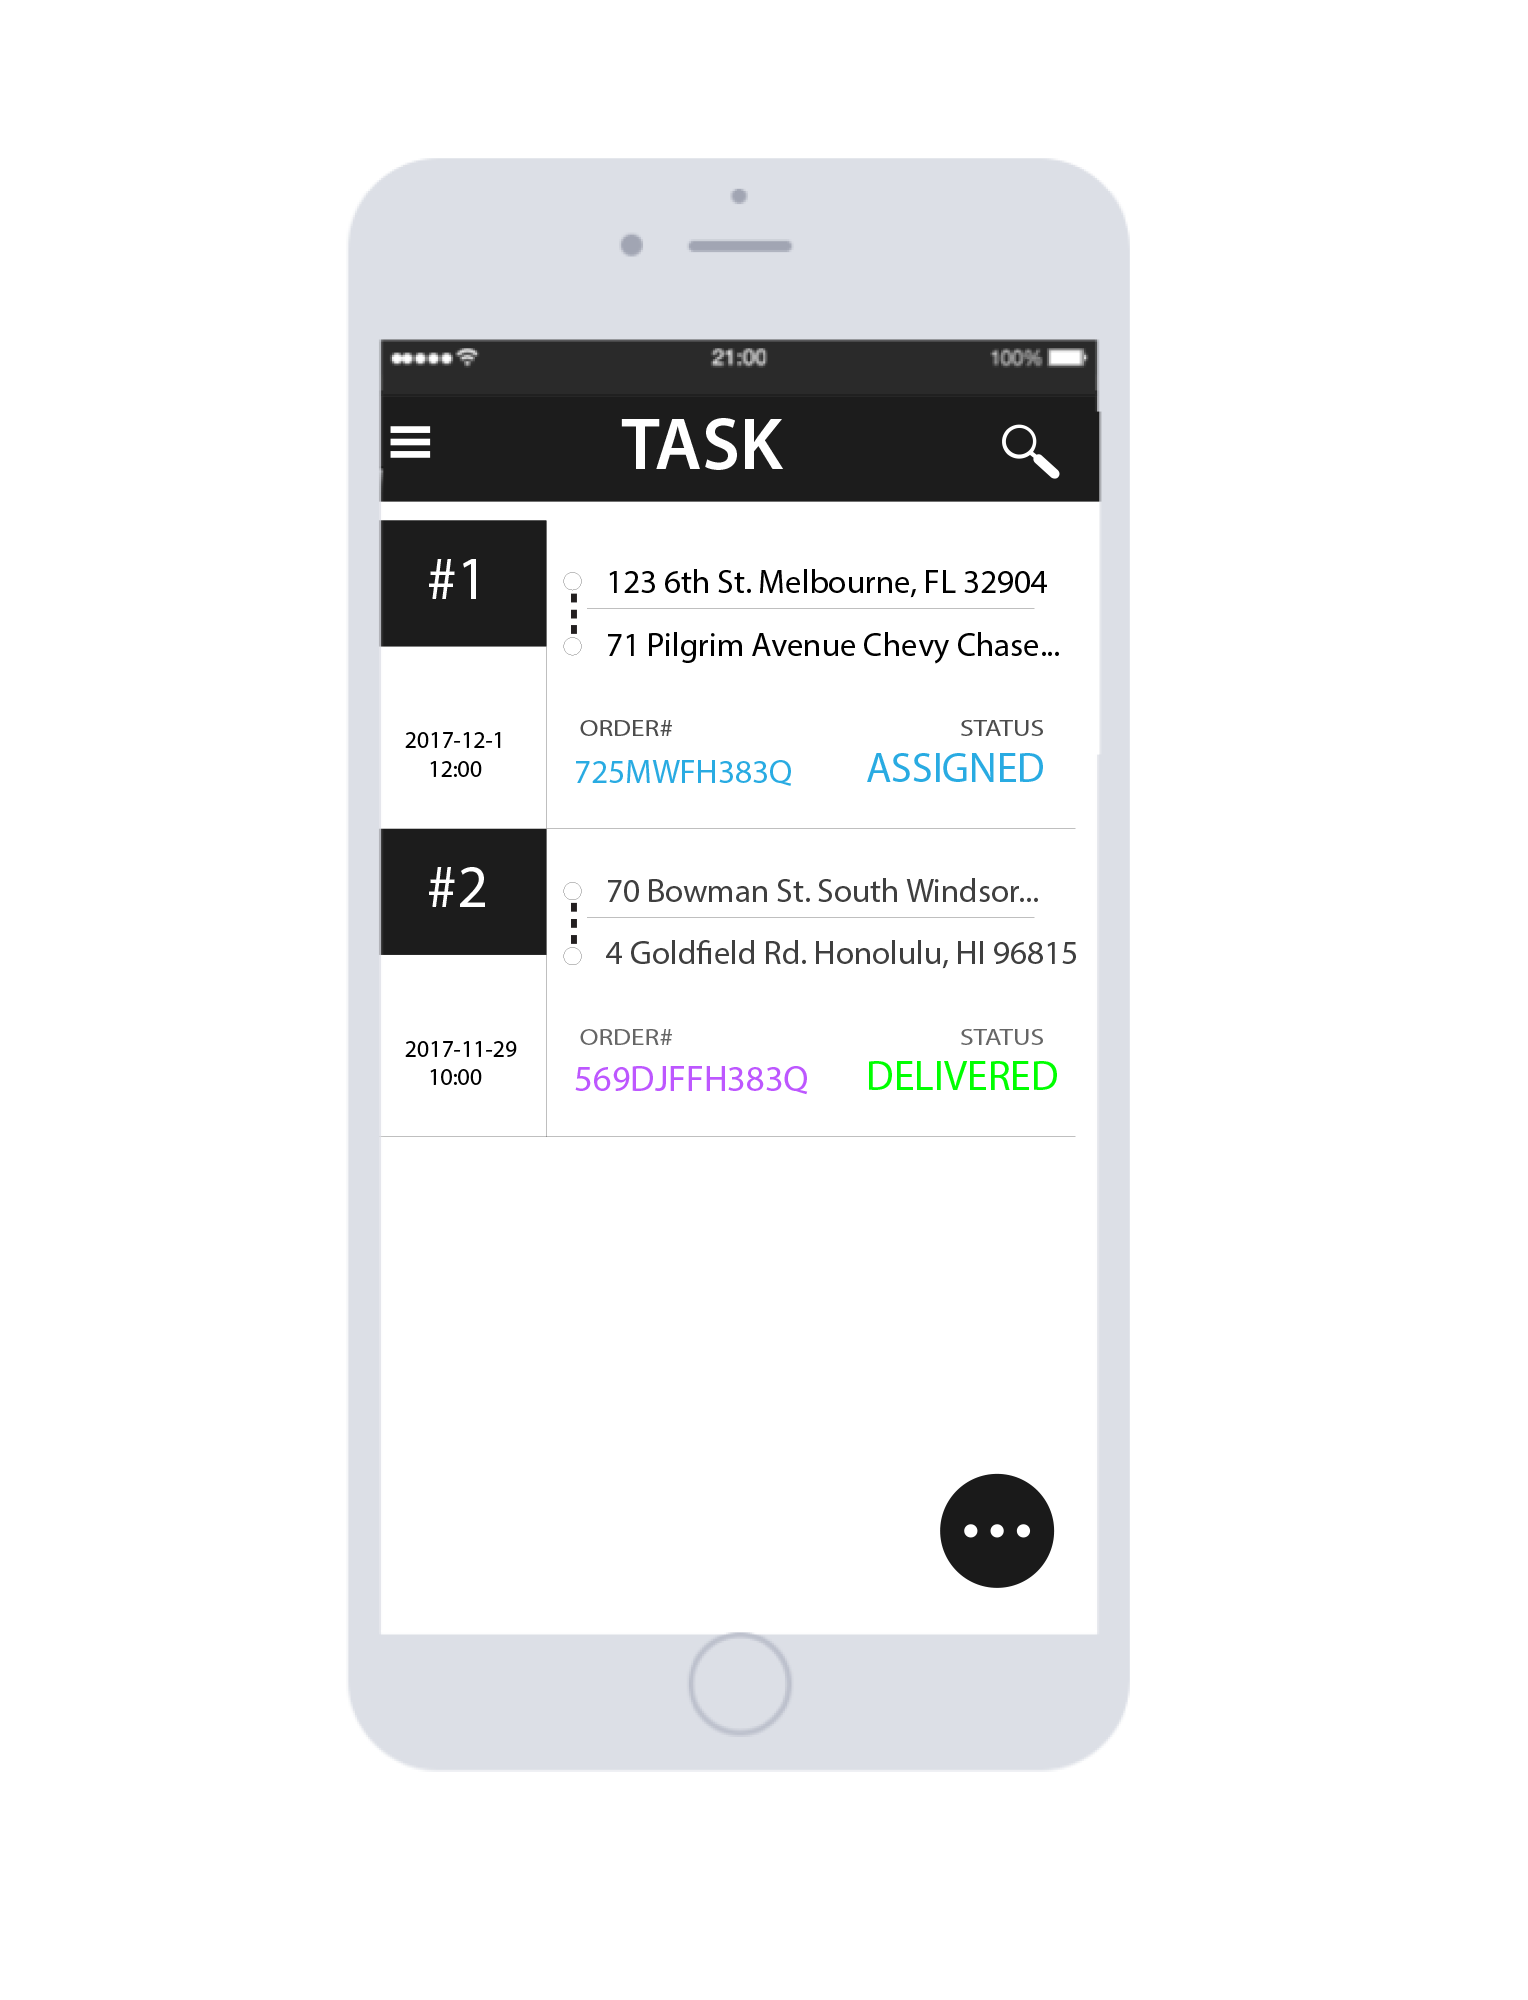 21:00
100%
TASK
#1
123 6th St. Melbourne, FL 32904
71 Pilgrim Avenue Chevy Chase...
2017-12-1
12:00
ORDER#
STATUS
725MWFH383Q
ASSIGNED
#2
70 Bowman St. South Windsor...
4 Goldfield Rd. Honolulu, HI 96815
2017-11-29
10:00
ORDER#
STATUS
569DJFFH383Q
DELIVERED